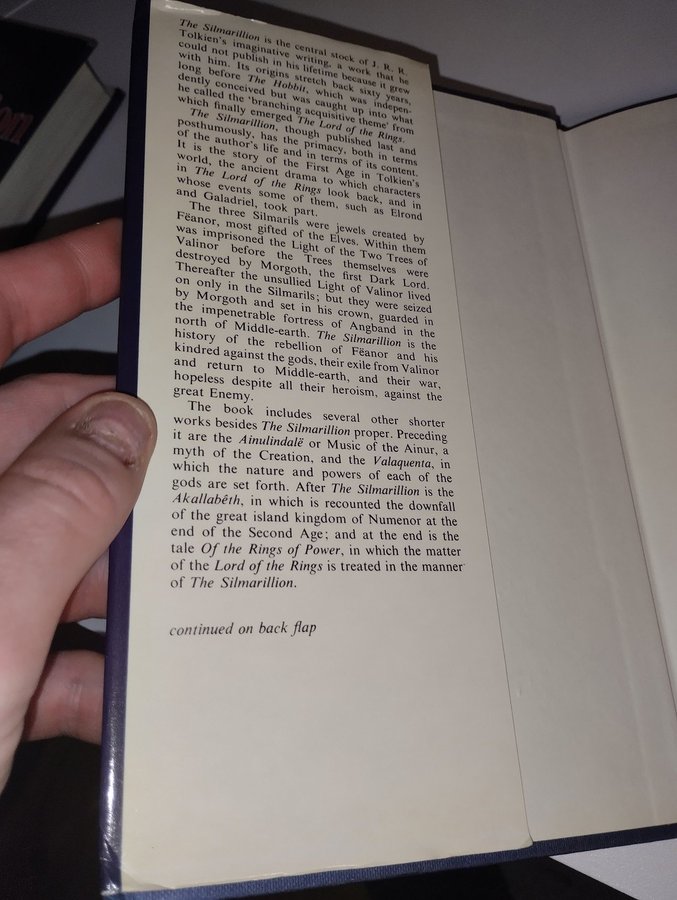 The Silmarillion is the central stock of J. R. R.
Tolkien's imaginative writing, a work that he
could not publish in his lifetime because it grew
with him. Its origins stretch back sixty years,
long before The Hobbit, which was indepen-
dently conceived but was caught up into what
he called the 'branching acquisitive theme' from
which finally emerged The Lord of the Rings.
The Silmarillion, though published last and
posthumously, has the primacy, both in terms
of the author's life and in terms of its content.
It is the story of the First Age in Tolkien's
world, the ancient drama to which characters
in The Lord of the Rings look back, and in
whose events some of them, such as Elrond
and Galadriel, took part.
The three Silmarils were jewels created by
Fëanor, most gifted of the Elves. Within them
was imprisoned the Light of the Two Trees of
Valinor before the Trees themselves were
destroyed by Morgoth, the first Dark Lord.
Thereafter the unsullied Light of Valinor lived
on only in the Silmarils; but they were seized
by Morgoth and set in his crown, guarded in
the impenetrable fortress of Angband in the
north of Middle-earth. The Silmarillion is the
history of the rebellion of Fëanor and his
kindred against the gods, their exile from Valinor
and return to Middle-earth, and their war,
hopeless despite all their heroism, against the
great Enemy.
The book includes several other shorter
works besides The Silmarillion proper. Preceding
it are the Ainulindalë or Music of the Ainur, a
myth of the Creation, and the Valaquenta, in
which the nature and powers of each of the
gods are set forth. After The Silmarillion is the
Akallabêth, in which is recounted the downfall
of the great island kingdom of Numenor at the
end of the Second Age; and at the end is the
tale Of the Rings of Power, in which the matter
of the Lord of the Rings is treated in the manner
of The Silmarillion.
continued on back flap
ion